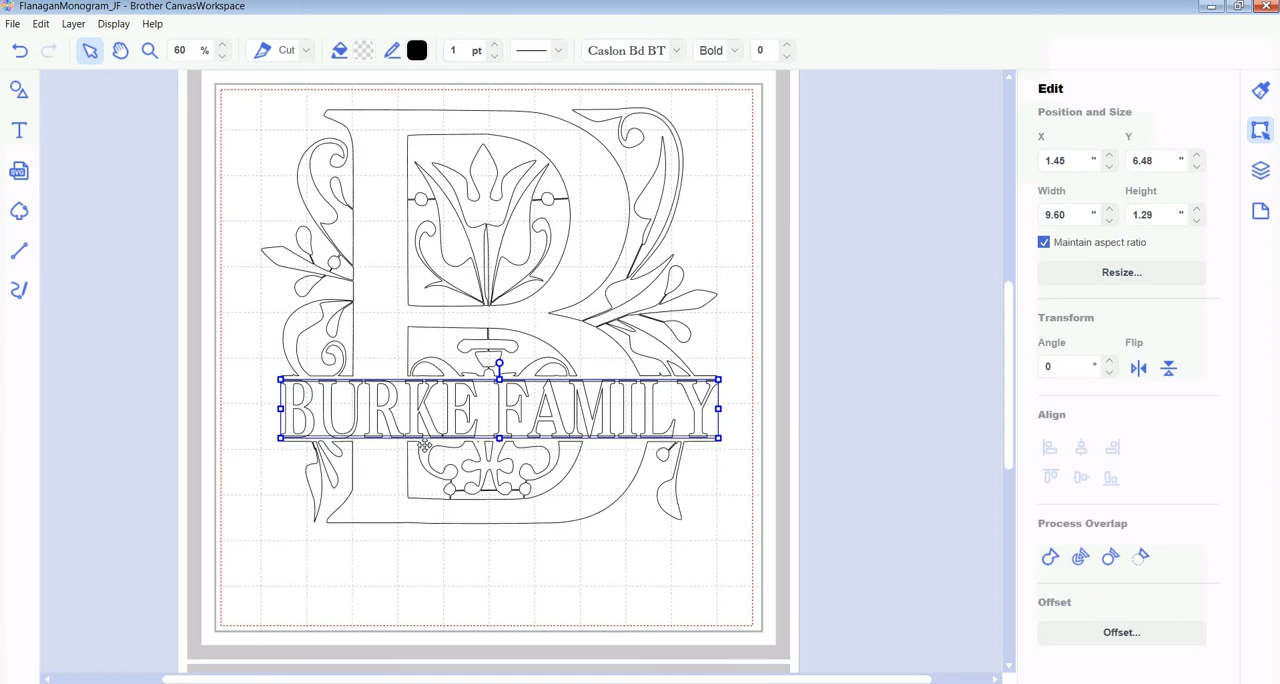 FlanaganMonogram_JF - Brother CanvasWorkspace
File Edit Layer Display Help
60 % Cut 1 pt Caslon Bd BT Bold 0
Edit
Position and Size
X Y
1.45 " 6.48 "
Width Height
9.60 " 1.29 "
Maintain aspect ratio
Resize...
Transform
Angle Flip
0 °
Align
Process Overlap
Offset
Offset...
T
SVG
B
BURKE FAMILY